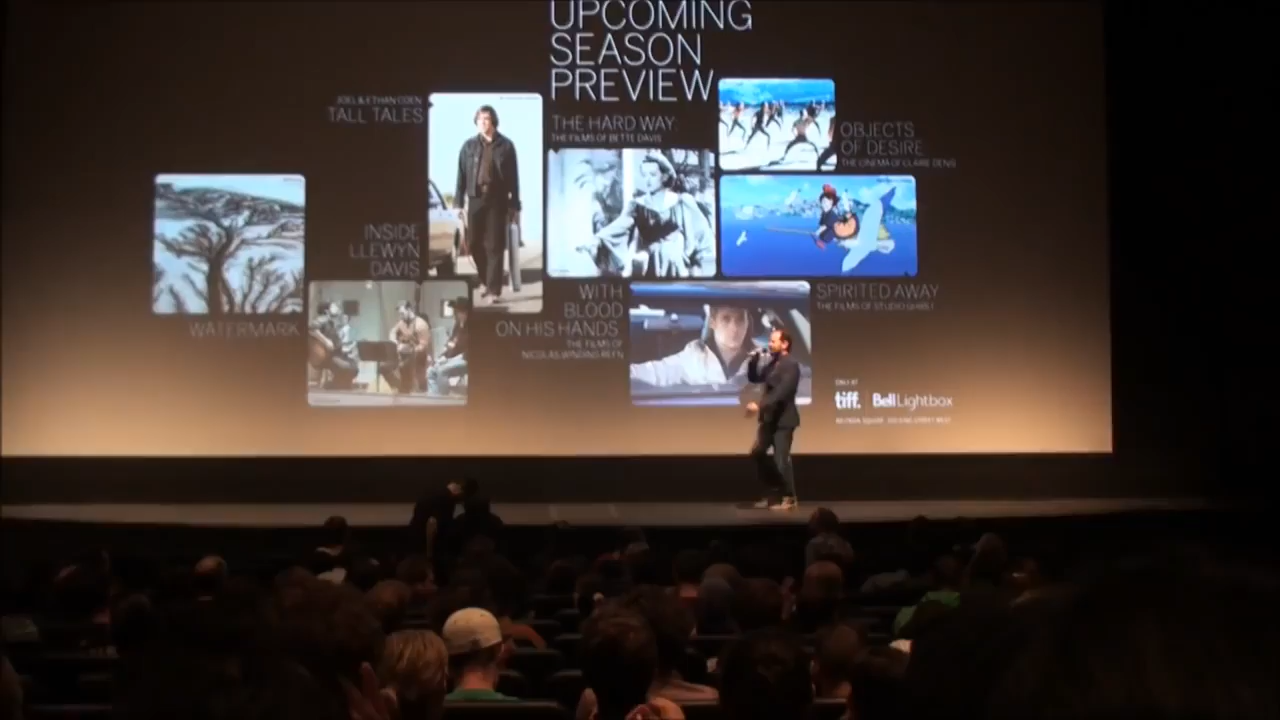 UPCOMING
SEASON
PREVIEW
JOEL & ETHAN COEN
TALL TALES
THE HARD WAY
THE FILMS OF BETTE DAVIS
OBJECTS
OF DESIRE
THE CINEMA OF CLAIRE DENIS
INSIDE
LLEWYN
DAVIS
WATERMARK
WITH
BLOOD
ON HIS HANDS
THE FILMS OF
NICOLAS WINDING REFN
SPIRITED AWAY
THE FILMS OF STUDIO GHIBLI
ONLY AT
tiff. Bell Lightbox